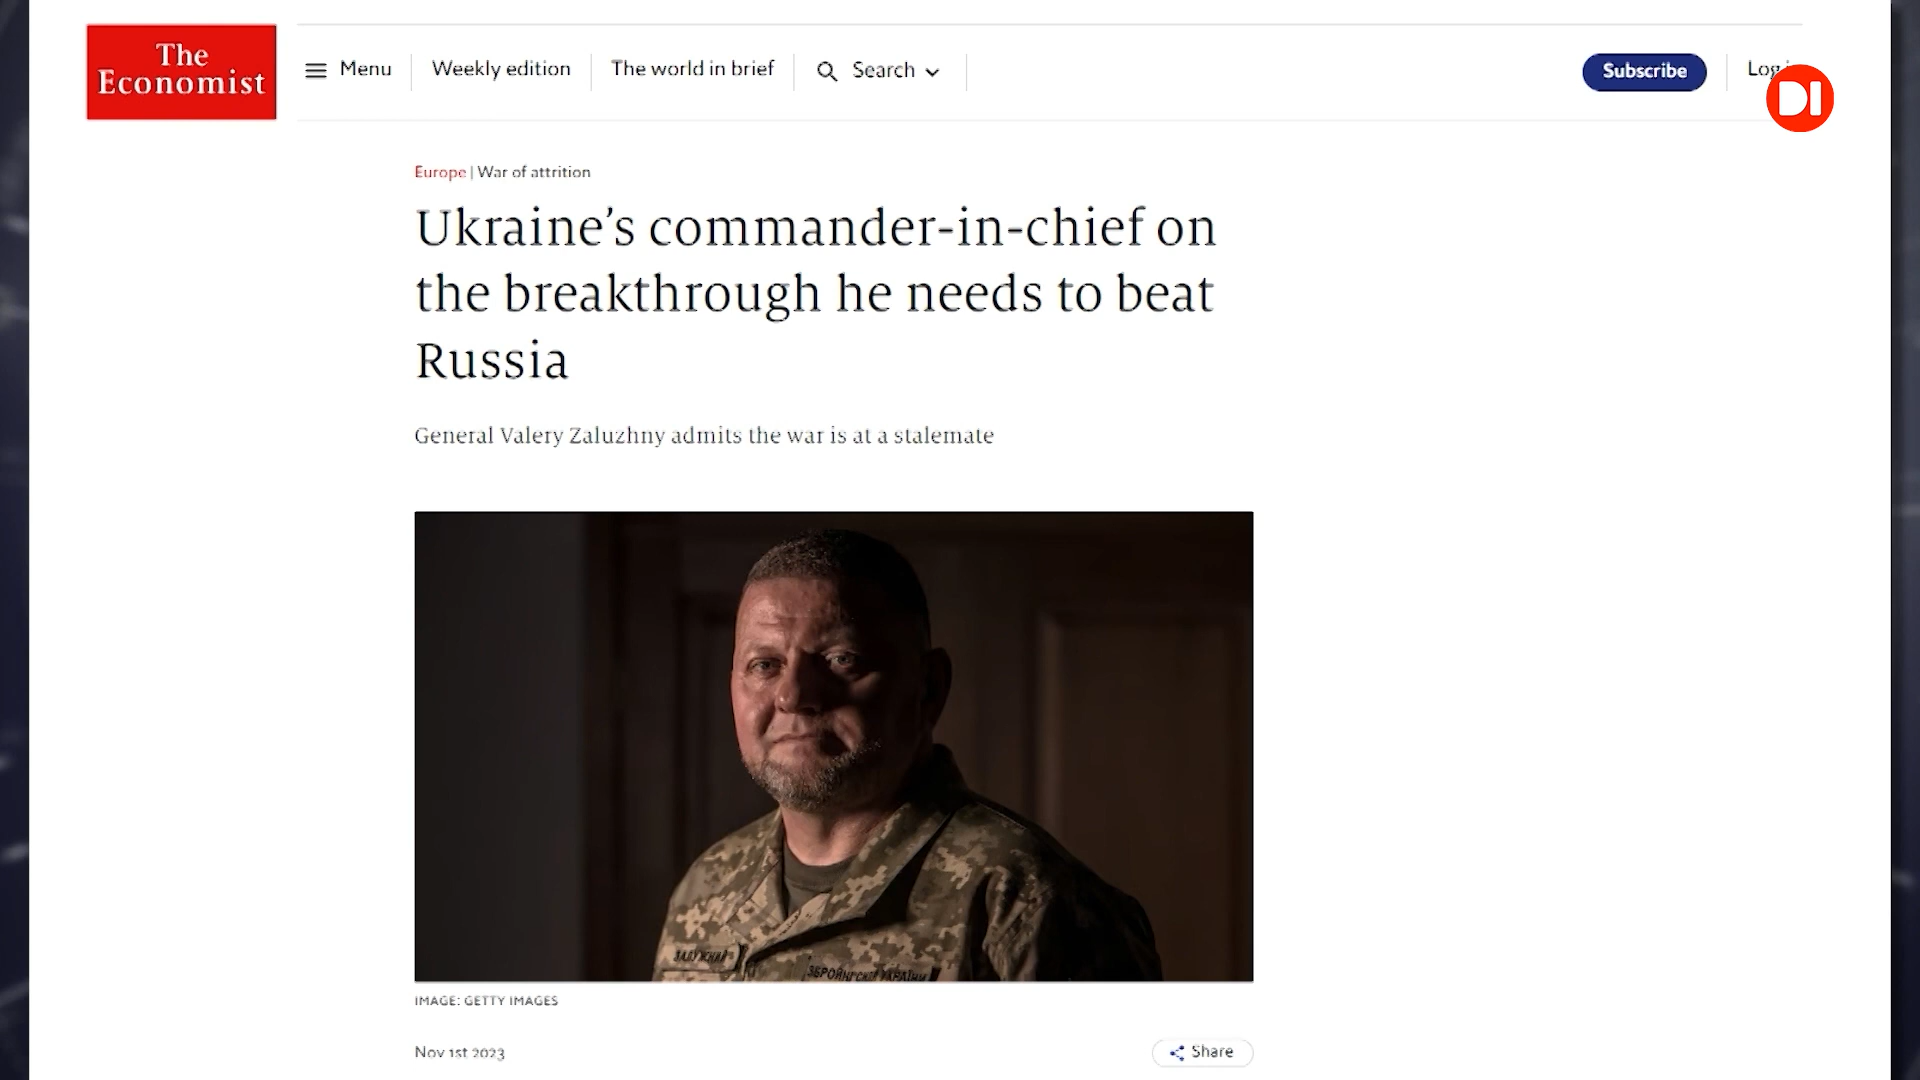 The
Economist
Menu
Weekly edition
The world in brief
Search
Subscribe
DI
Europe | War of attrition
Ukraine’s commander-in-chief on
the breakthrough he needs to beat
Russia
General Valery Zaluzhny admits the war is at a stalemate
ЗАЛУЖНИЙ
IMAGE: GETTY IMAGES
Nov 1st 2023
Share